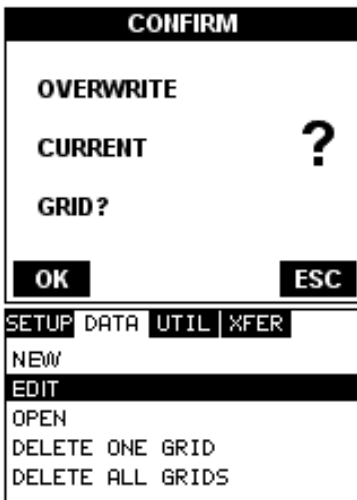 CONFIRM
OVERWRITE
CURRENT ?
GRID?
OK ESC
SETUP DATA UTIL XFER
NEW
EDIT
OPEN
DELETE ONE GRID
DELETE ALL GRIDS